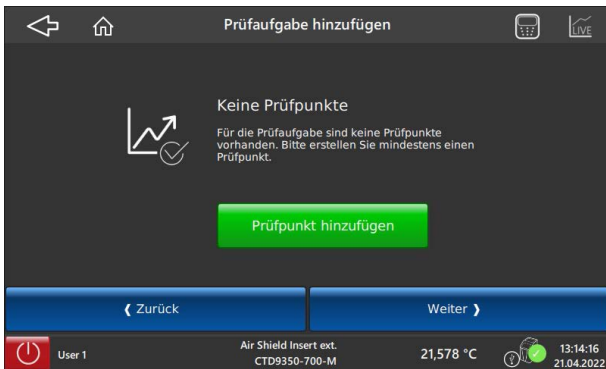 Prüfaufgabe hinzufügen
LIVE
Keine Prüfpunkte
Für die Prüfaufgabe sind keine Prüfpunkte
vorhanden. Bitte erstellen Sie mindestens einen
Prüfpunkt.
Prüfpunkt hinzufügen
❰ Zurück
Weiter ❱
User 1
Air Shield Insert ext.
CTD9350-700-M
21,578 °C
13:14:16
21.04.2022